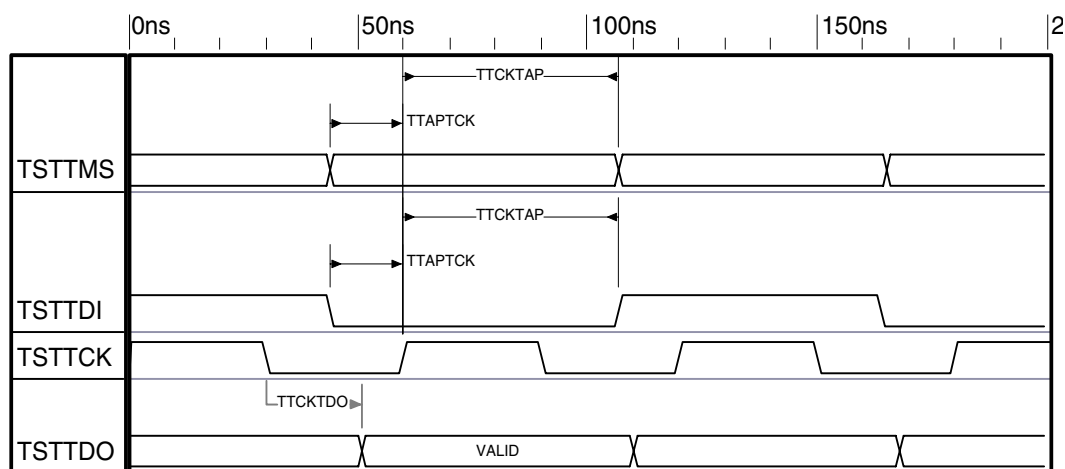 0ns 50ns 100ns 150ns 2
TTCKTAP
TTAPTCK
TSTTMS
TTCKTAP
TTAPTCK
TSTTDI
TSTTCK
TTCKTDO
TSTTDO VALID